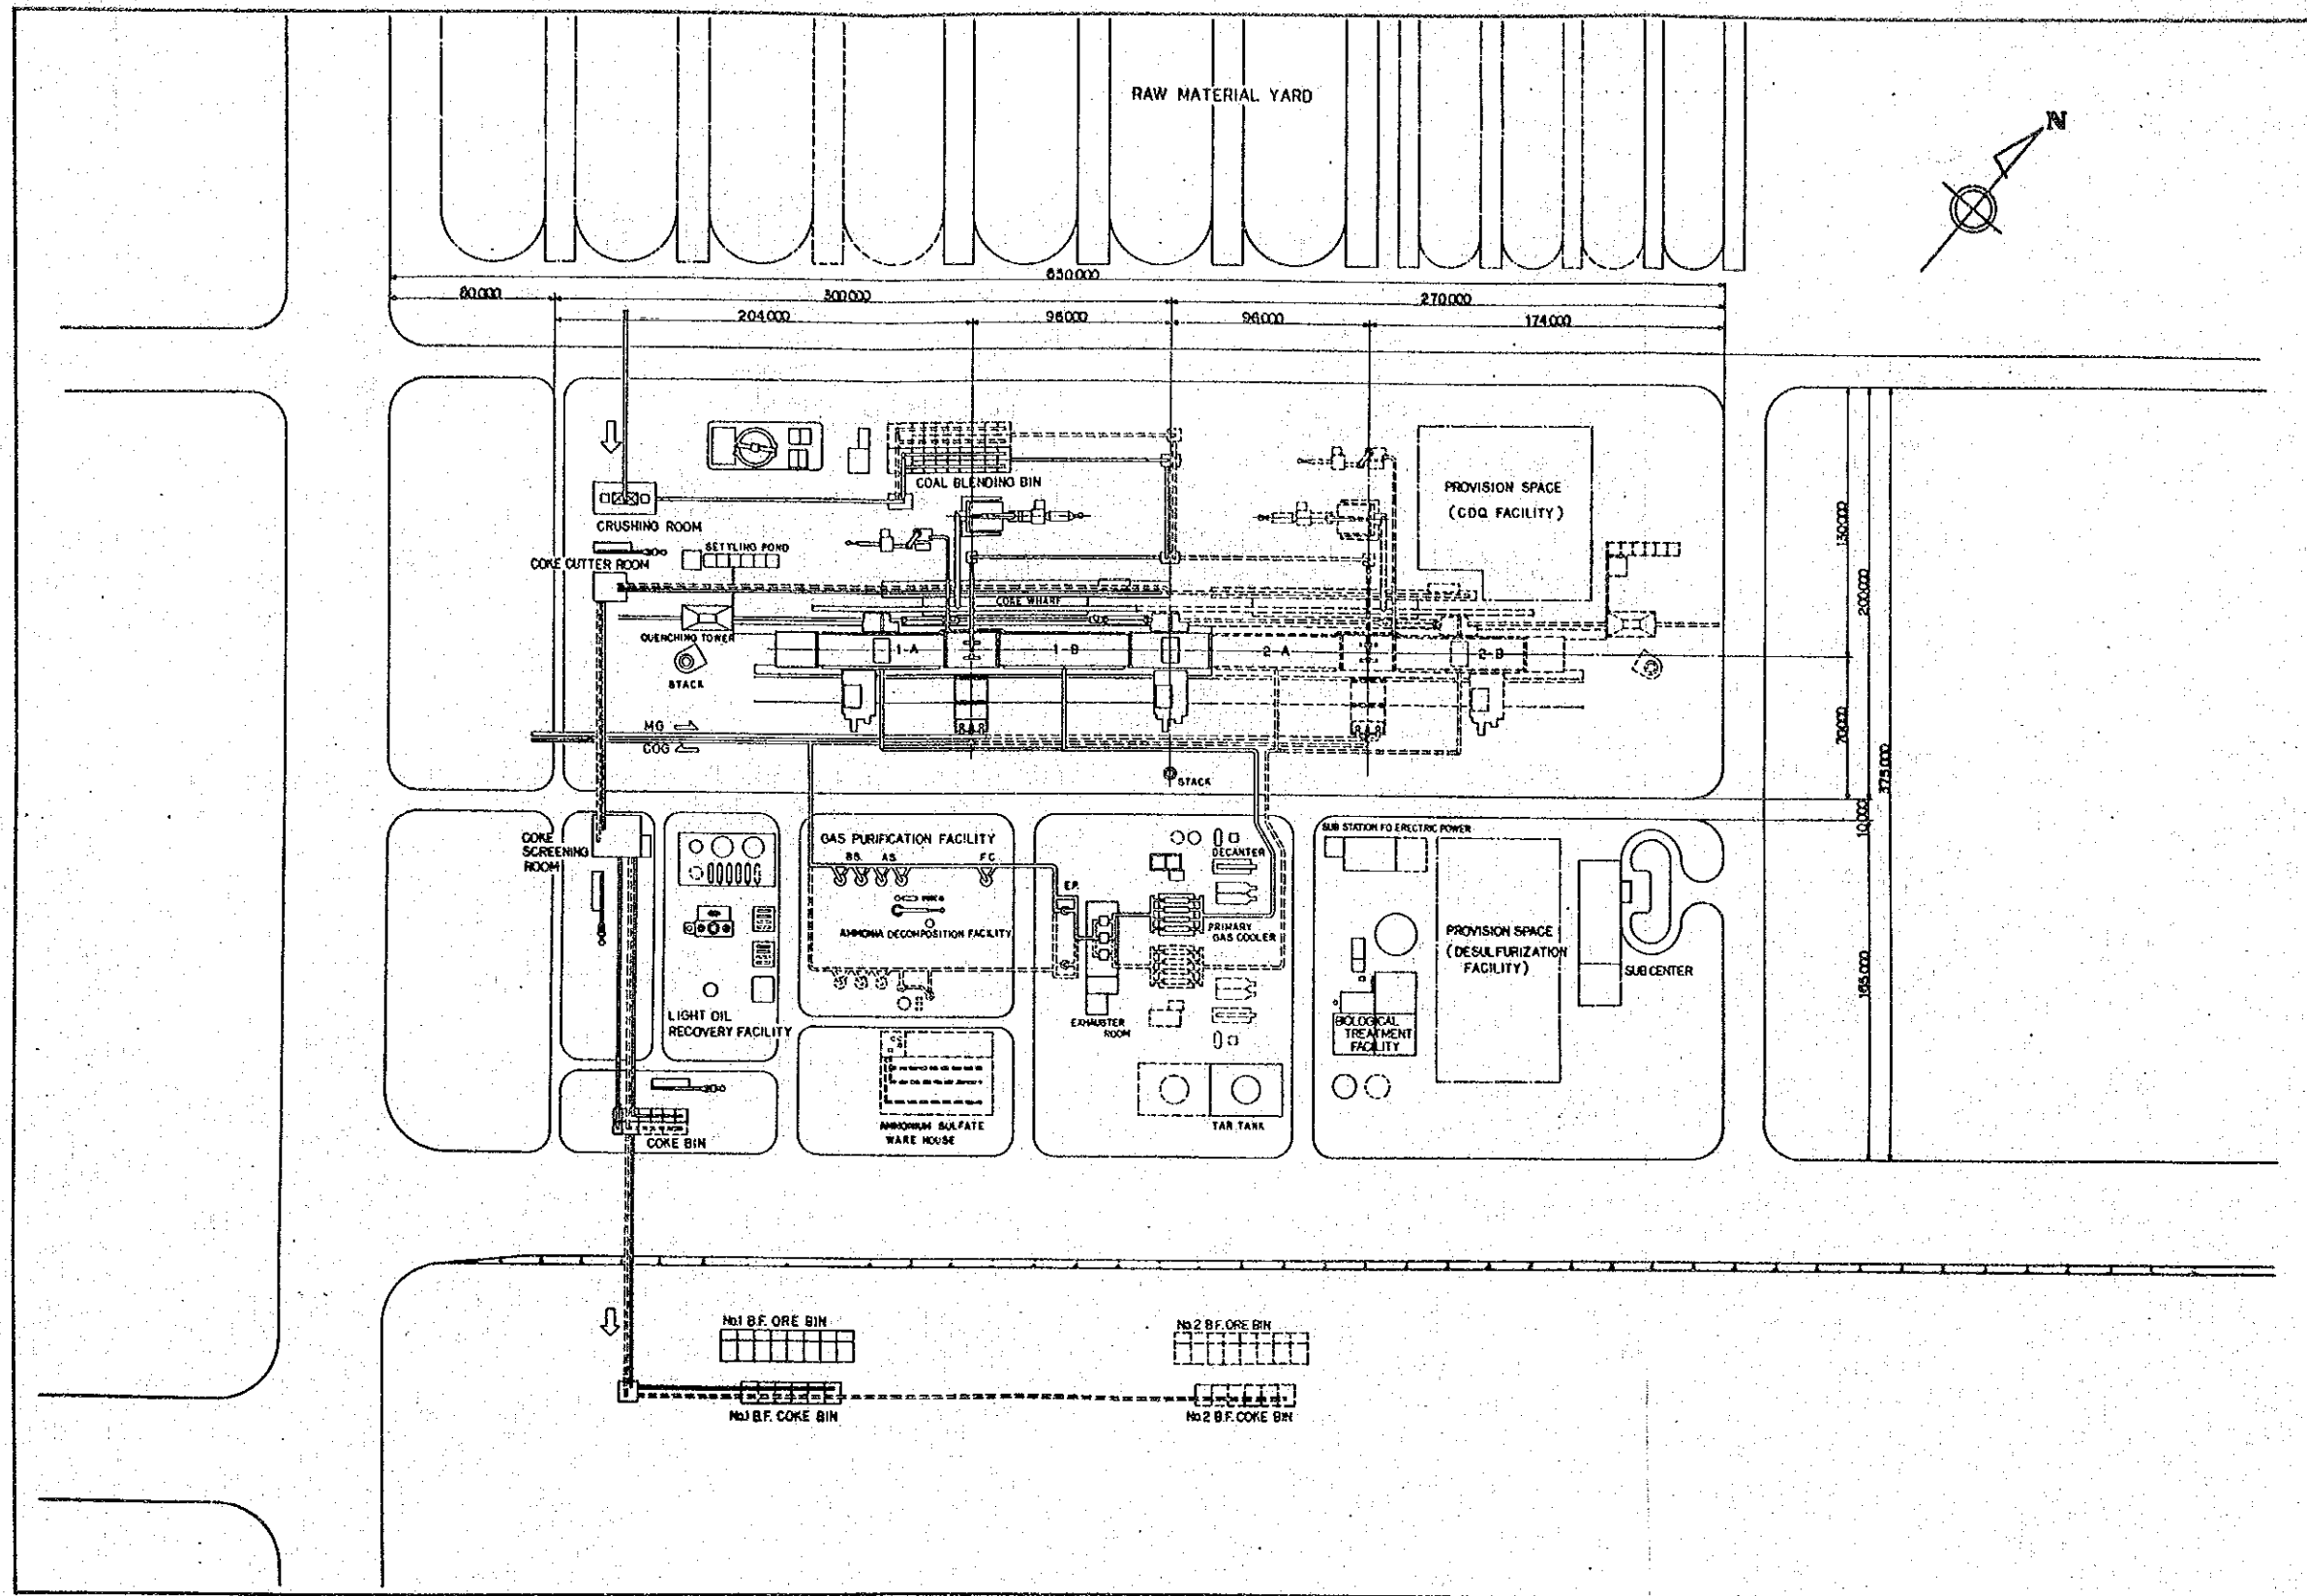 RAW MATERIAL YARD
N
650.000
80.000
300.000
270.000
204.000
96000
96.000
174.000
COAL BLENDING BIN
PROVISION SPACE
(CDQ FACILITY)
CRUSHING ROOM
SETTLING POND
COKE CUTTER ROOM
COKE WHARF
QUENCHING TOWER
1-A
1-B
2-A
2-B
STACK
MG
COG
STACK
130.000
200.000
70.000
375.000
10.000
165.000
COKE
SCREENING
ROOM
GAS PURIFICATION FACILITY
BS.
AS.
F C
E.P.
DECANTER
SUB STATION FO ERECTRIC POWER
AMMONIA DECOMPOSITION FACILITY
PRIMARY
GAS COOLER
PROVISION SPACE
(DESULFURIZATION
FACILITY)
SUB CENTER
LIGHT OIL
RECOVERY FACILITY
EXHAUSTER
ROOM
BIOLOGICAL
TREATMENT
FACILITY
COKE BIN
AMMONIUM SULFATE
WARE HOUSE
TAR TANK
No.1 B.F. ORE BIN
No.2 B.F. ORE BIN
No.1 B.F. COKE BIN
No.2 B.F. COKE BIN